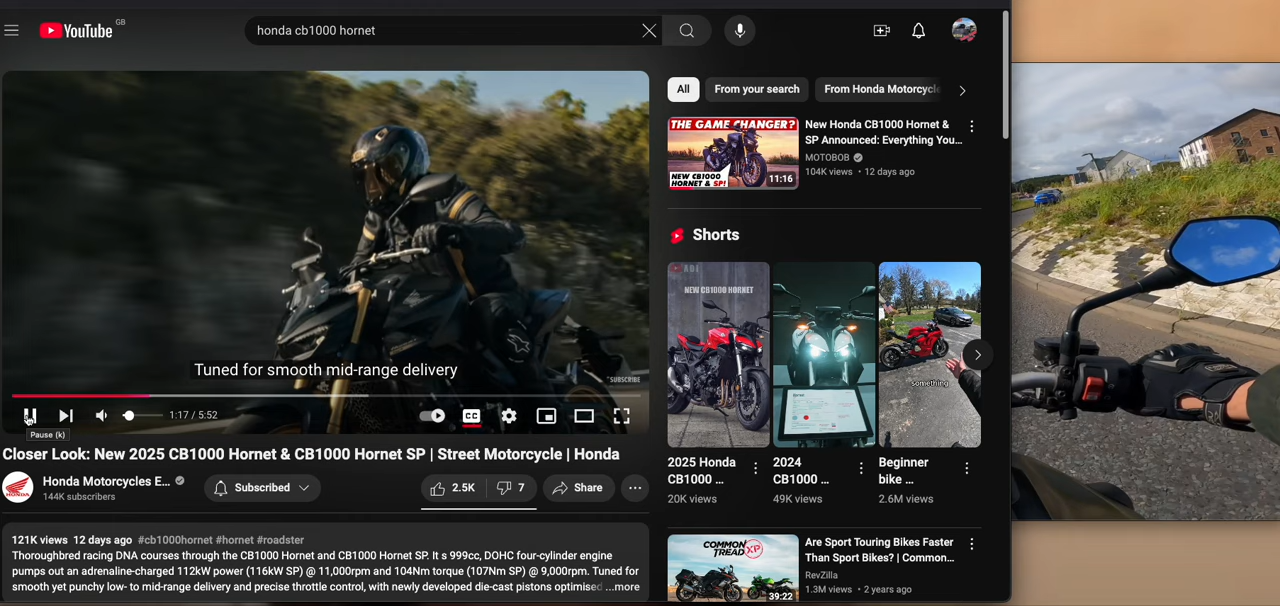 YouTube GB
honda cb1000 hornet
Tuned for smooth mid-range delivery
SUBSCRIBE
1:17 / 5:52
CC
Pause (k)
Closer Look: New 2025 CB1000 Hornet & CB1000 Hornet SP | Street Motorcycle | Honda
HONDA
Honda Motorcycles E...
144K subscribers
Subscribed
2.5K
7
Share
121K views 12 days ago #cb1000hornet #hornet #roadster
Thoroughbred racing DNA courses through the CB1000 Hornet and CB1000 Hornet SP. It s 999cc, DOHC four-cylinder engine
pumps out an adrenaline-charged 112kW power (116kW SP) @ 11,000rpm and 104Nm torque (107Nm SP) @ 9,000rpm. Tuned for
smooth yet punchy low- to mid-range delivery and precise throttle control, with newly developed die-cast pistons optimised ...more
All
From your search
From Honda Motorcycle
THE GAME CHANGER?
NEW CB1000
HORNET & SP!
11:16
New Honda CB1000 Hornet &
SP Announced: Everything You...
MOTOBOB
104K views • 12 days ago
Shorts
NEW CB1000 HORNET
something
2025 Honda
CB1000 ...
20K views
2024
CB1000 ...
49K views
Beginner
bike ...
2.6M views
COMMON
TREAD XP
39:22
Are Sport Touring Bikes Faster
Than Sport Bikes? | Common...
RevZilla
1.3M views • 2 years ago